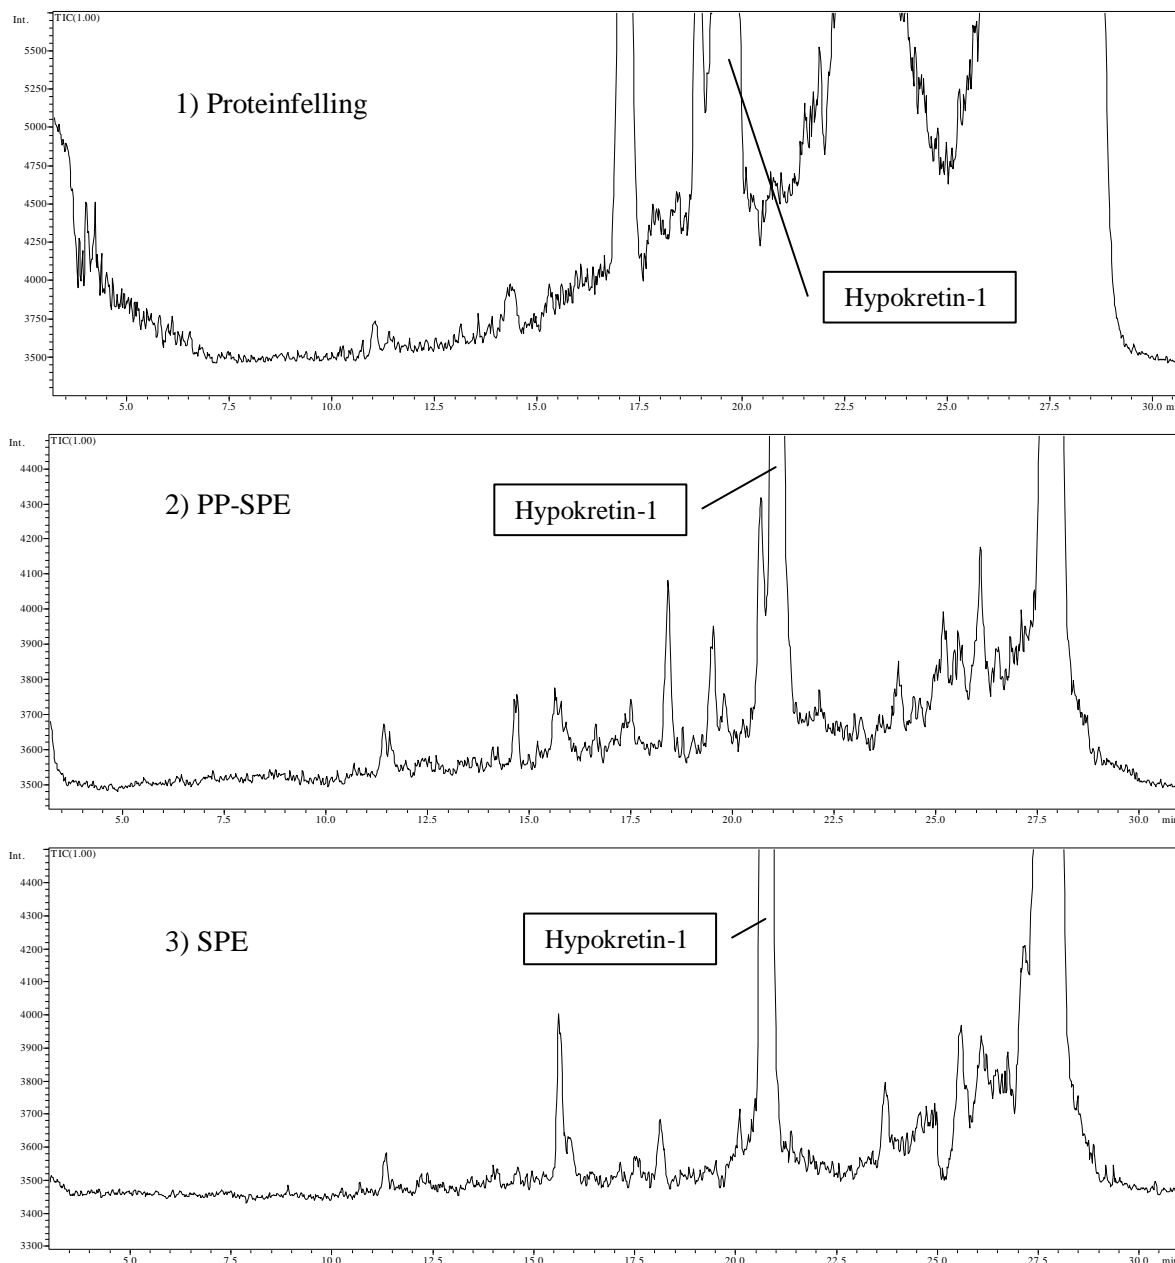 Int.
TIC(1.00)
5500
5250
5000
4750
4500
4250
4000
3750
3500
1) Proteinfelling
Hypokretin-1
5.0 7.5 10.0 12.5 15.0 17.5 20.0 22.5 25.0 27.5 30.0 m
Int.
TIC(1.00)
4400
4300
4200
4100
4000
3900
3800
3700
3600
3500
2) PP-SPE
Hypokretin-1
5.0 7.5 10.0 12.5 15.0 17.5 20.0 22.5 25.0 27.5 30.0 min
Int.
TIC(1.00)
4400
4300
4200
4100
4000
3900
3800
3700
3600
3500
3400
3300
3) SPE
Hypokretin-1
5.0 7.5 10.0 12.5 15.0 17.5 20.0 22.5 25.0 27.5 30.0 min